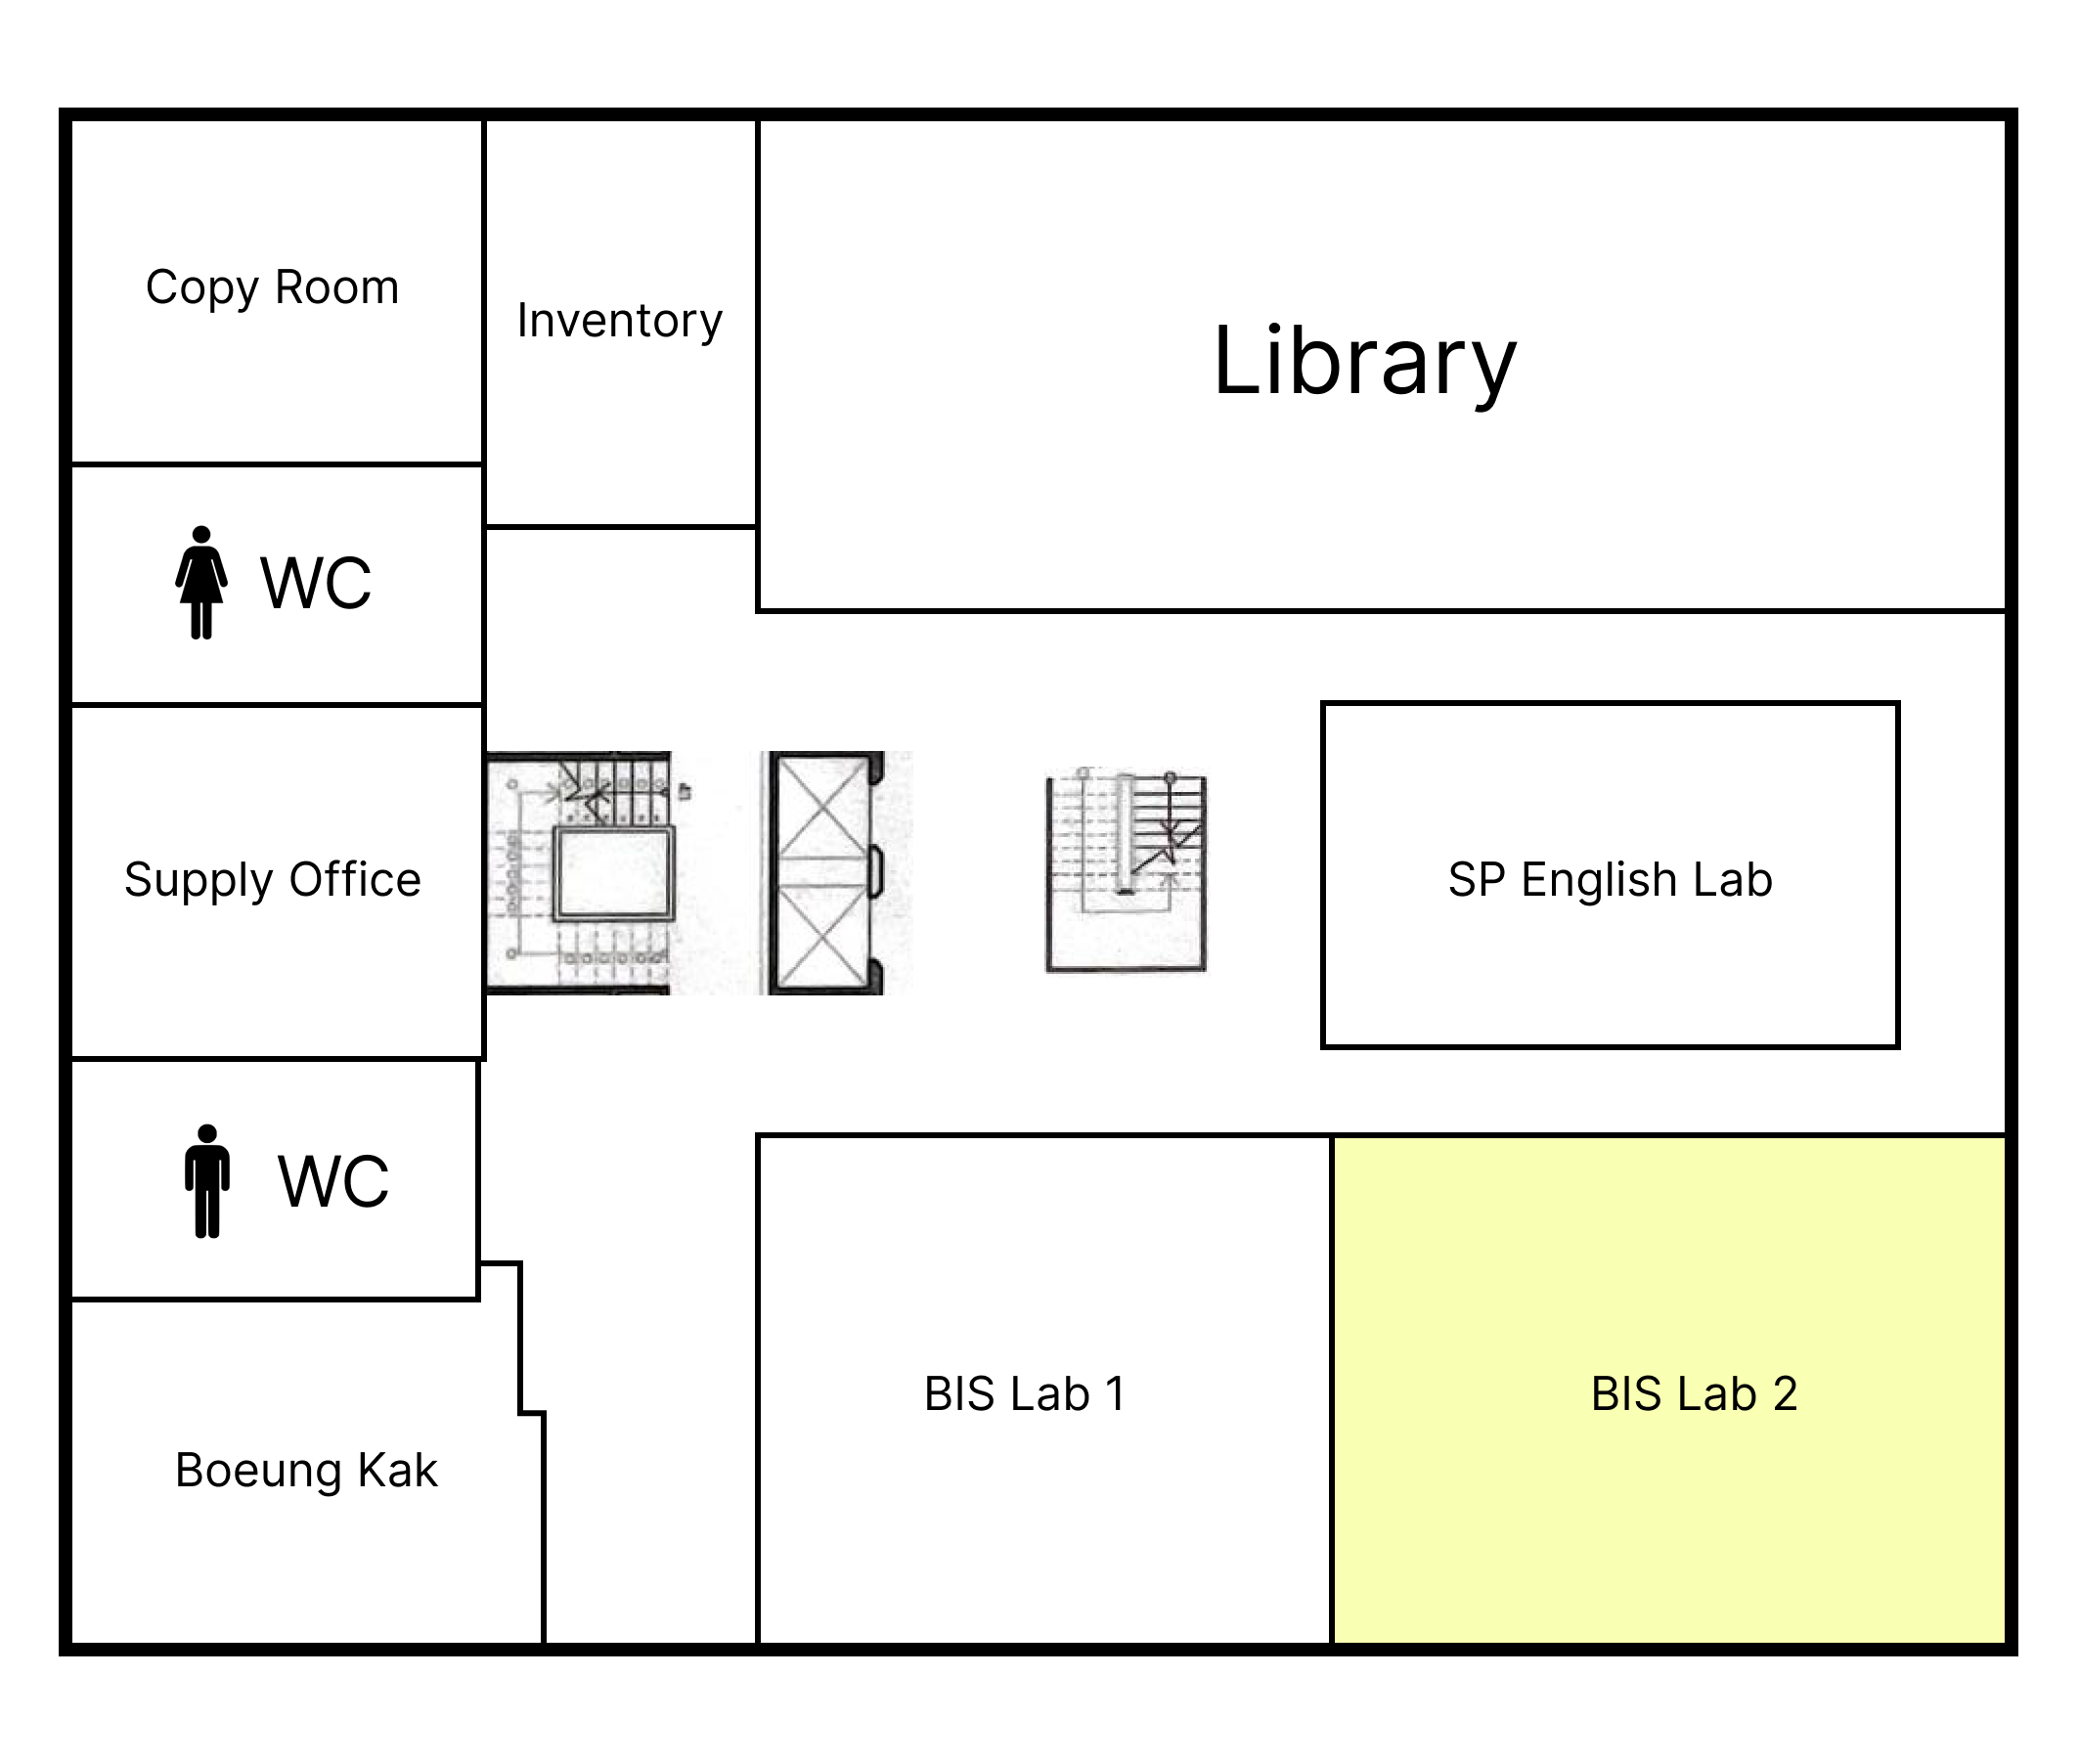 Copy Room
Inventory
Library
WC
Supply Office
SP English Lab
WC
BIS Lab 1
BIS Lab 2
Boeung Kak